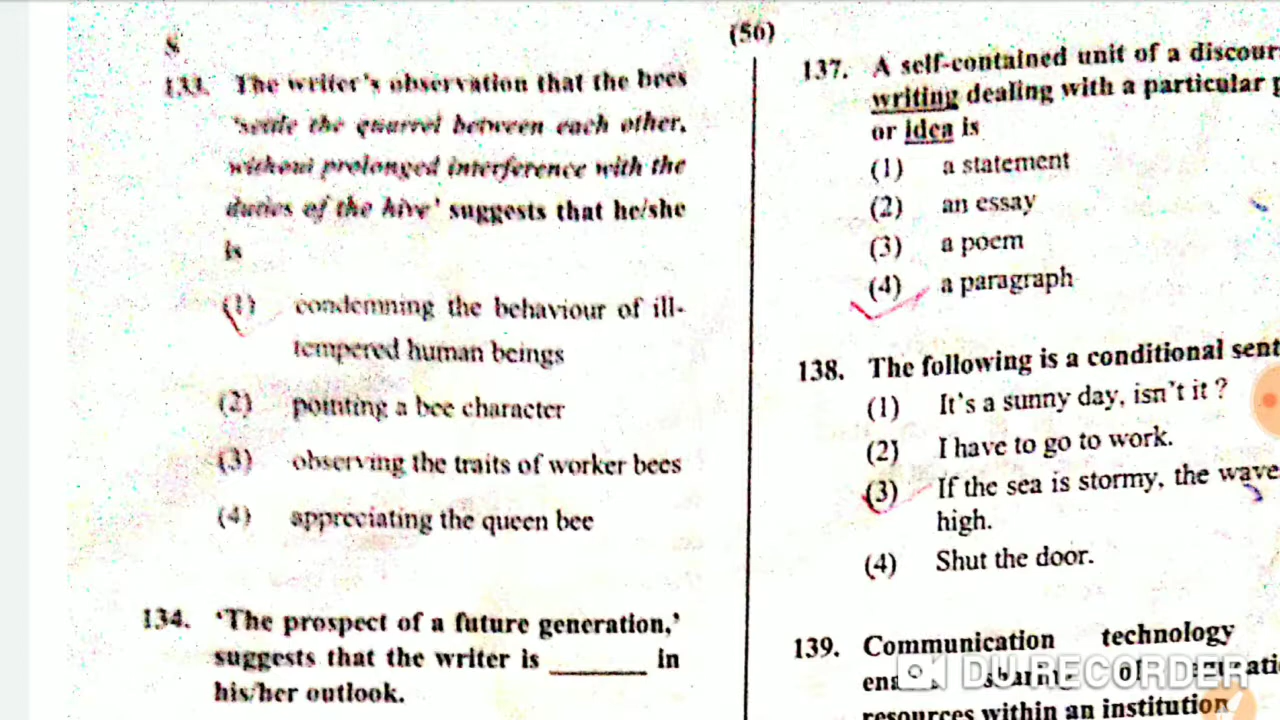 S
(56)
133. The writer's observation that the bees
'settle the quarrel between each other,
without prolonged interference with the
duties of the hive' suggests that he/she
is
(1) condemning the behaviour of ill-
tempered human beings
(2) pointing a bee character
(3) observing the traits of worker bees
(4) appreciating the queen bee
134. 'The prospect of a future generation,'
suggests that the writer is ______ in
his/her outlook.
137. A self-contained unit of a discour
writing dealing with a particular p
or idea is
(1) a statement
(2) an essay
(3) a poem
(4) a paragraph
138. The following is a conditional sent
(1) It's a sunny day, isn't it ?
(2) I have to go to work.
(3) If the sea is stormy, the wave
high.
(4) Shut the door.
139. Communication technology
of
resources within an institution
DU RECORDER